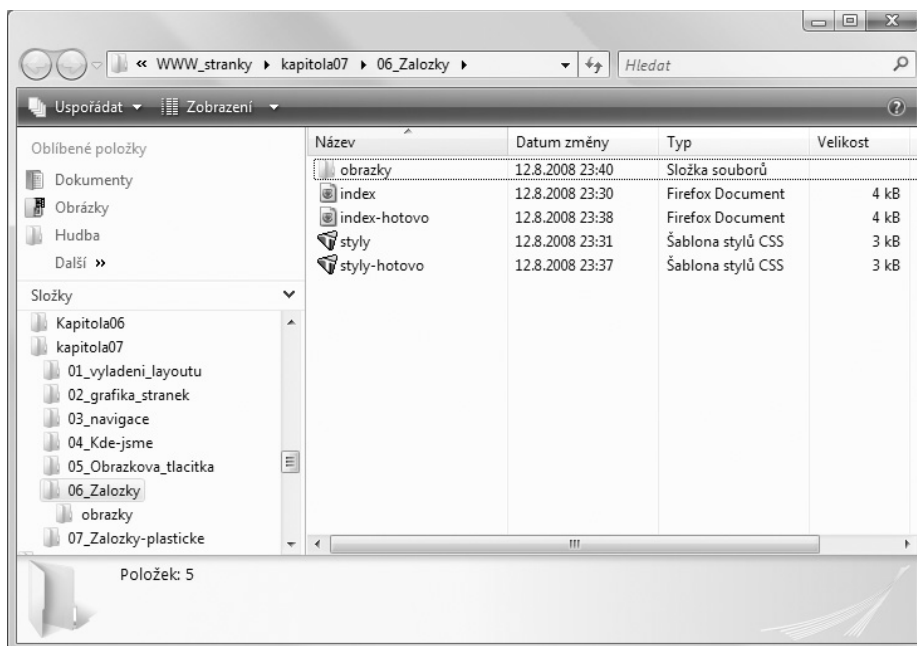 « WWW_stranky ▸ kapitola07 ▸ 06_Zalozky ▸ Hledat
Uspořádat Zobrazení ?
Oblíbené položky
Dokumenty
Obrázky
Hudba
Další »
Složky
Kapitola06
kapitola07
01_vyladeni_layoutu
02_grafika_stranek
03_navigace
04_Kde-jsme
05_Obrazkova_tlacitka
06_Zalozky
obrazky
07_Zalozky-plasticke
Název Datum změny Typ Velikost
obrazky 12.8.2008 23:40 Složka souborů
index 12.8.2008 23:30 Firefox Document 4 kB
index-hotovo 12.8.2008 23:38 Firefox Document 4 kB
styly 12.8.2008 23:31 Šablona stylů CSS 3 kB
styly-hotovo 12.8.2008 23:37 Šablona stylů CSS 3 kB
Položek: 5